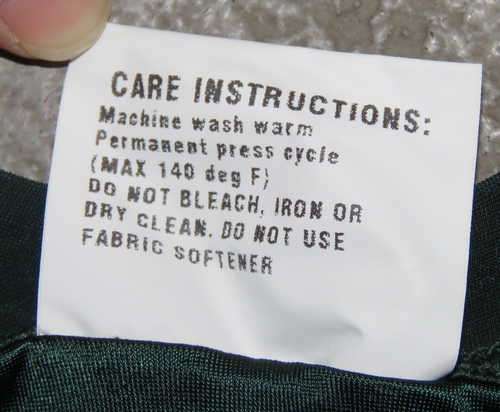 CARE INSTRUCTIONS:
Machine wash warm
Permanent press cycle
(MAX 140 deg F)
DO NOT BLEACH, IRON OR
DRY CLEAN. DO NOT USE
FABRIC SOFTENER